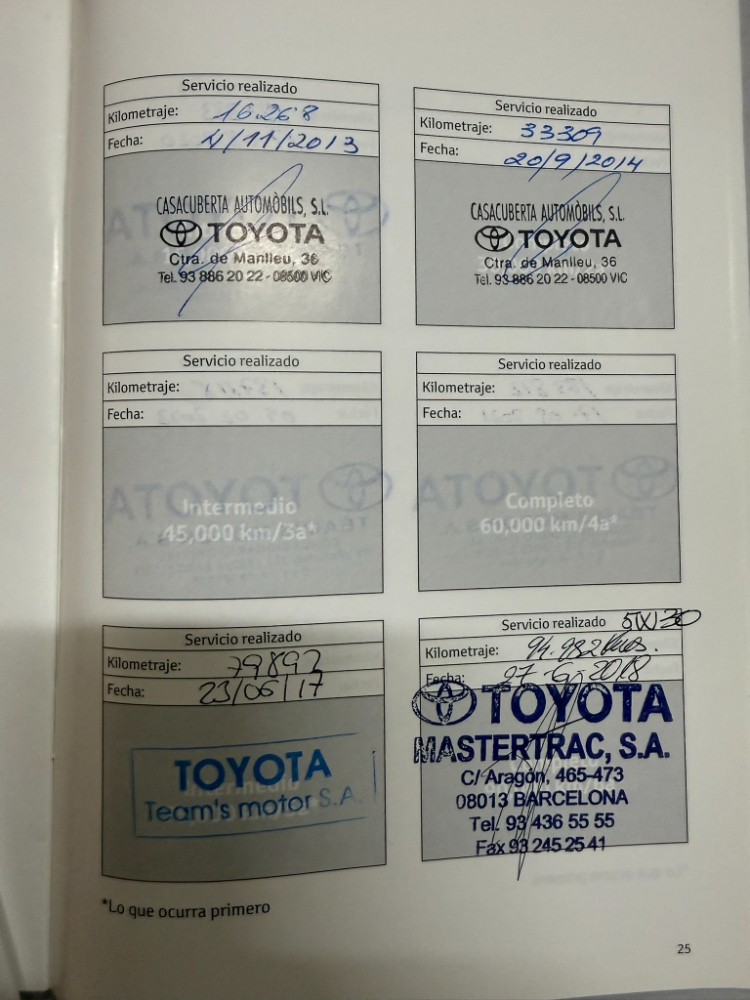 Servicio realizado
Kilometraje: 16.268
Fecha: 4/11/2013
CASACUBERTA AUTOMÒBILS, S.L.
TOYOTA
Ctra. de Manlleu, 36
Tel. 93 886 20 22 - 08500 VIC
Servicio realizado
Kilometraje: 33309
Fecha: 20/9/2014
CASACUBERTA AUTOMÒBILS, S.L.
TOYOTA
Ctra. de Manlleu, 36
Tel. 93 886 20 22 - 08500 VIC
Servicio realizado
Kilometraje:
Fecha:
Intermedio
45,000 km/3a*
Servicio realizado
Kilometraje:
Fecha:
Completo
60,000 km/4a*
Servicio realizado
Kilometraje: 79892
Fecha: 23/06/17
TOYOTA
Team's motor S.A.
Servicio realizado 5W30
Kilometraje: 94.982 kms.
Fecha: 27-6-2018
TOYOTA
MASTERTRAC, S.A.
C/ Aragón, 465-473
08013 BARCELONA
Tel. 93 436 55 55
Fax 93 245 25 41
*Lo que ocurra primero
25